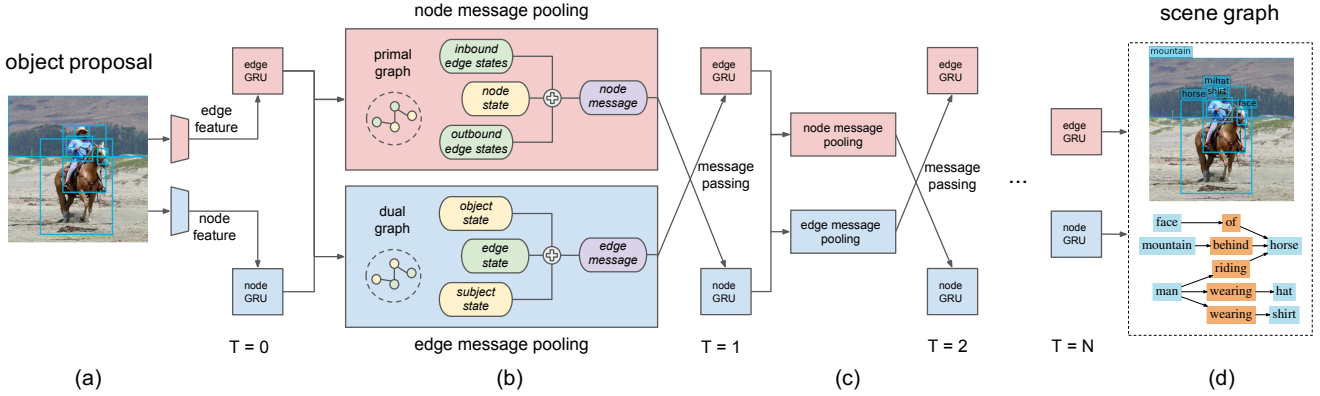 object proposal
edge
feature
node
feature
edge
GRU
node
GRU
T = 0
(a)
node message pooling
primal
graph
inbound
edge states
node
state
outbound
edge states
node
message
dual
graph
object
state
edge
state
subject
state
edge
message
edge message pooling
(b)
edge
GRU
message
passing
node
GRU
T = 1
node message
pooling
edge message
pooling
(c)
edge
GRU
message
passing
node
GRU
T = 2
...
edge
GRU
node
GRU
T = N
scene graph
mountain
hat
shirt
horse
face
face
of
mountain
behind
horse
riding
man
wearing
hat
wearing
shirt
(d)